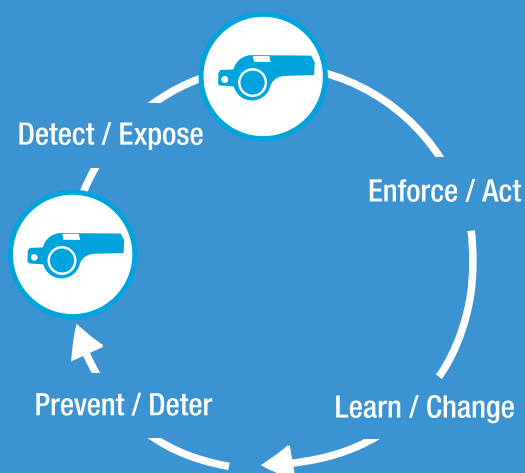 Detect / Expose
Enforce / Act
Prevent / Deter
Learn / Change